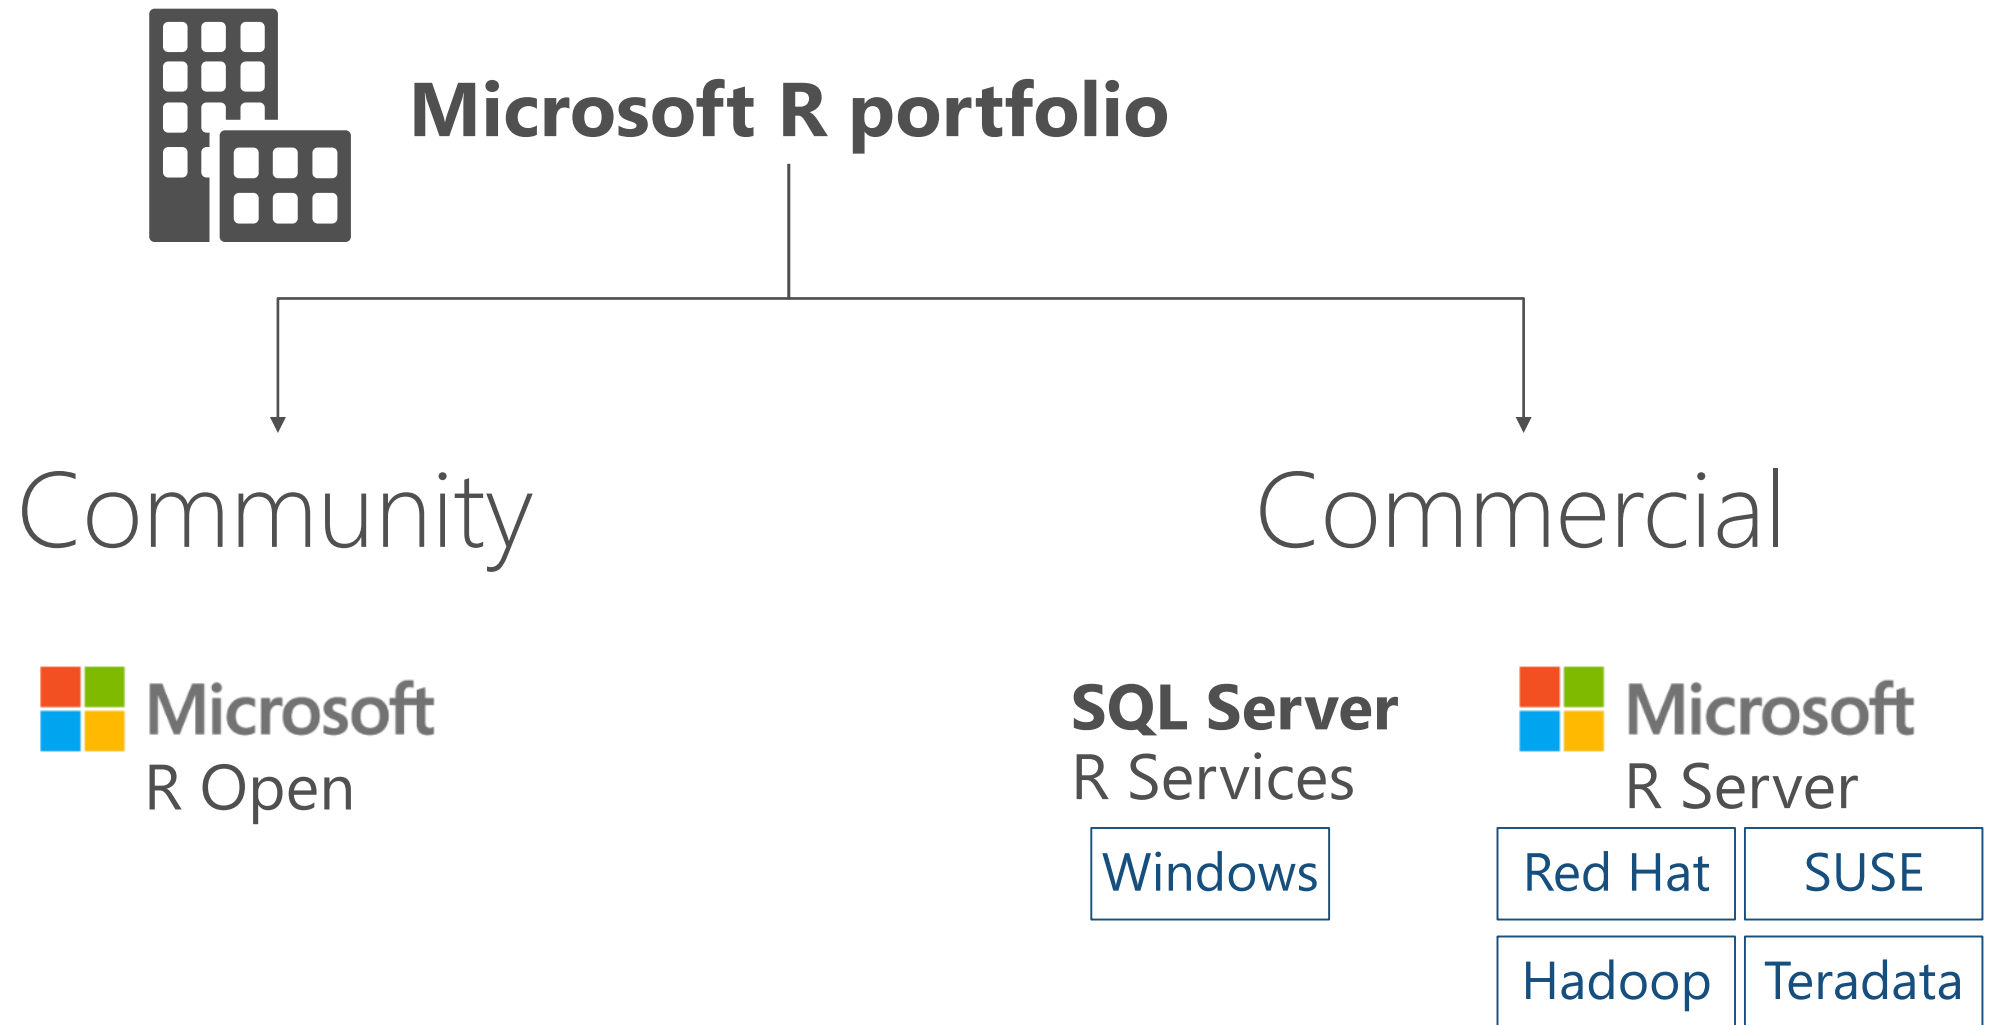 Microsoft R portfolio
Community
Commercial
Microsoft
R Open
SQL Server
R Services
Windows
Microsoft
R Server
Red Hat
SUSE
Hadoop
Teradata